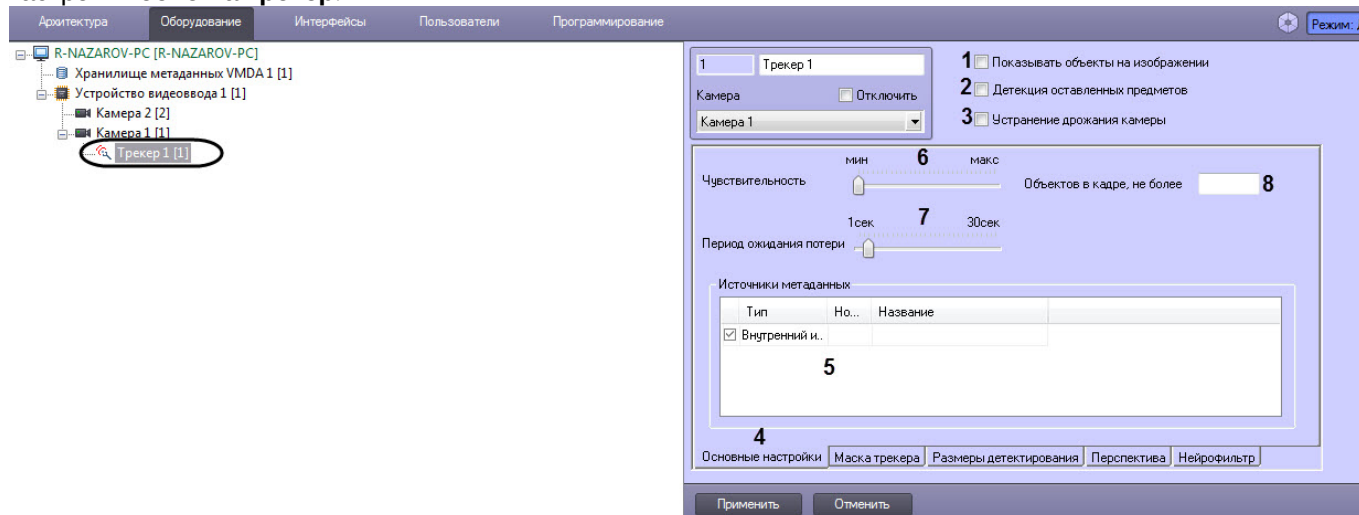 Архитектура Оборудование Интерфейсы Пользователи Программирование Режим:
R-NAZAROV-PC [R-NAZAROV-PC]
Хранилище метаданных VMDA 1 [1]
Устройство видеоввода 1 [1]
Камера 2 [2]
Камера 1 [1]
Трекер 1 [1]
1 Трекер 1
Камера Отключить
Камера 1
1 Показывать объекты на изображении
2 Детекция оставленных предметов
3 Устранение дрожания камеры
мин 6 макс
Чувствительность
Объектов в кадре, не более 8
1сек 7 30сек
Период ожидания потери
Источники метаданных
Тип Но... Название
Внутренний и..
5
4
Основные настройки Маска трекера Размеры детектирования Перспектива Нейрофильтр
Применить Отменить